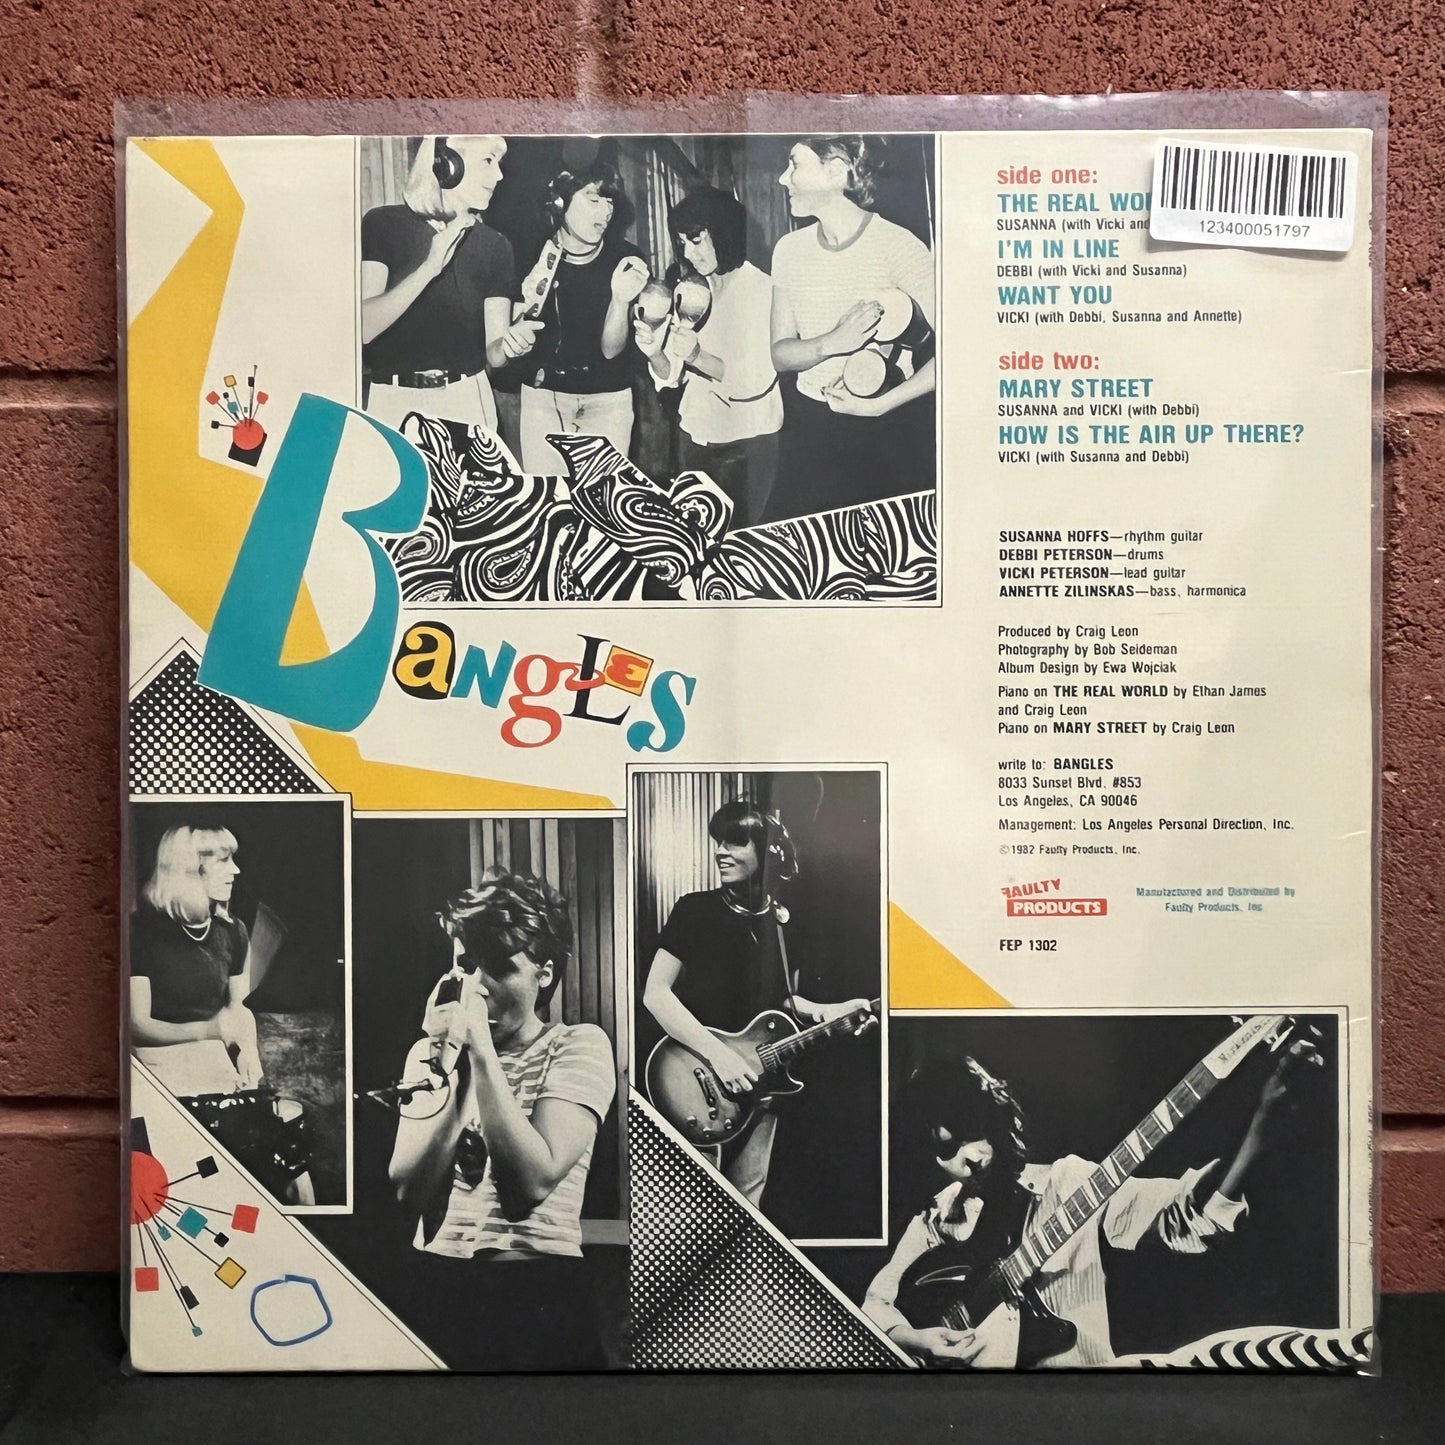 side one:
THE REAL WO
SUSANNA (with Vicki and
I'M IN LINE
DEBBI (with Vicki and Susanna)
WANT YOU
VICKI (with Debbi, Susanna and Annette)
side two:
MARY STREET
SUSANNA and VICKI (with Debbi)
HOW IS THE AIR UP THERE?
VICKI (with Susanna and Debbi)
123400051797
BANGLES
SUSANNA HOFFS—rhythm guitar
DEBBI PETERSON—drums
VICKI PETERSON—lead guitar
ANNETTE ZILINSKAS—bass, harmonica
Produced by Craig Leon
Photography by Bob Seideman
Album Design by Ewa Wojciak
Piano on THE REAL WORLD by Ethan James
and Craig Leon
Piano on MARY STREET by Craig Leon
write to: BANGLES
8033 Sunset Blvd. #853
Los Angeles, CA 90046
Management: Los Angeles Personal Direction, Inc.
©1982 Faulty Products, Inc.
FAULTY
PRODUCTS
Manufactured and Distributed by
Faulty Products, Inc.
FEP 1302